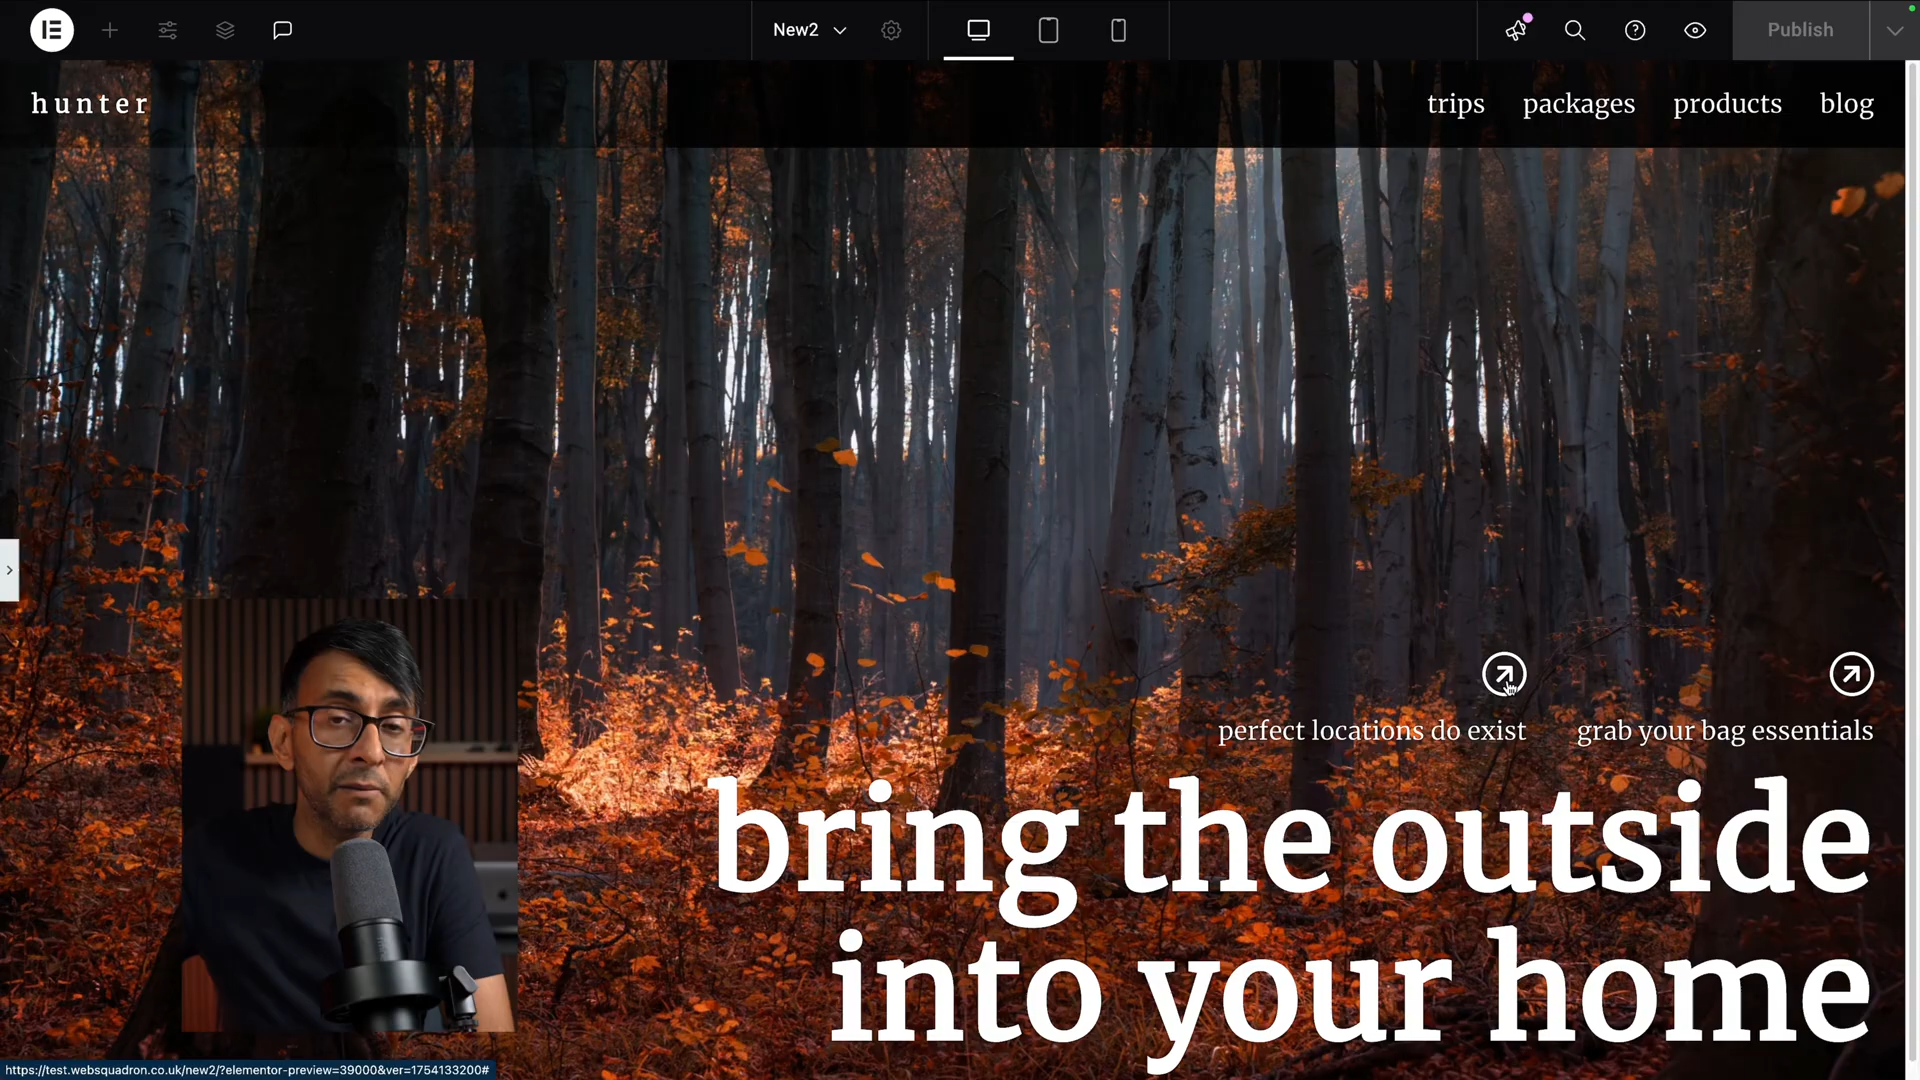 New2
Publish
hunter
trips packages products blog
perfect locations do exist
grab your bag essentials
bring the outside
into your home
https://test.websquadron.co.uk/new2/?elementor-preview=39000&ver=1754133200#